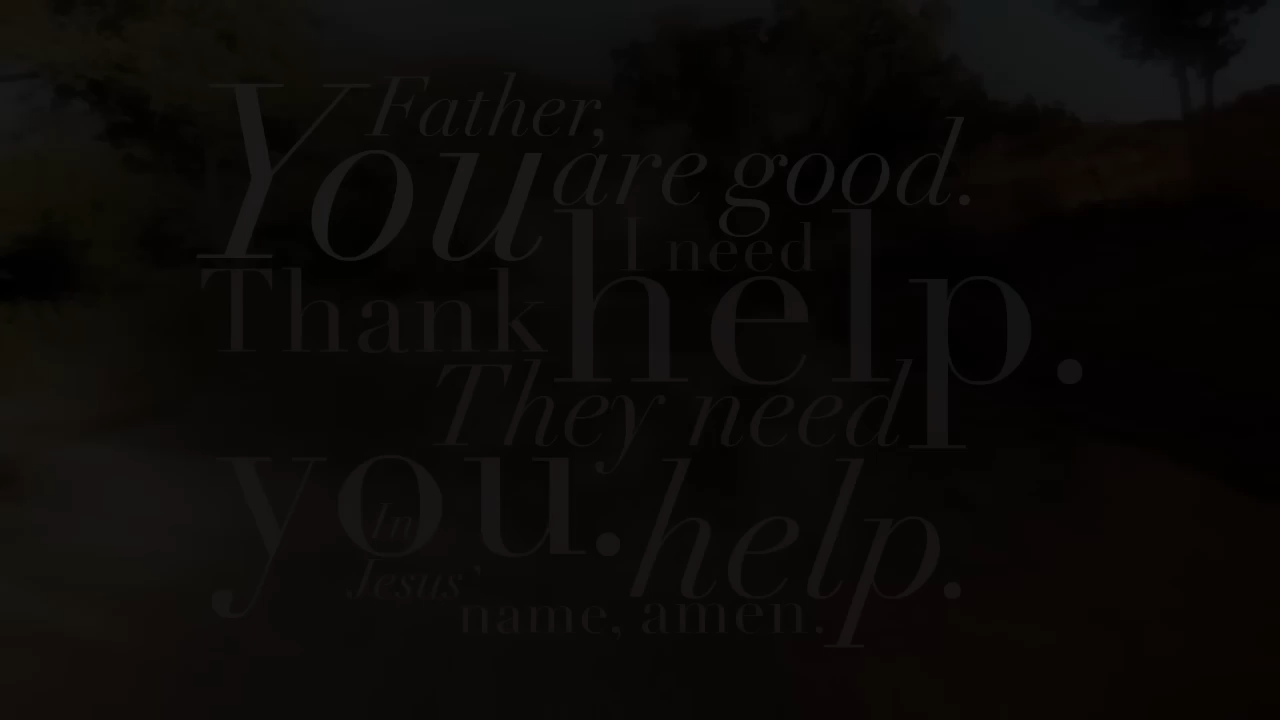 Father,
You are good.
I need
help.
They need
help.
Thank
you.
In
Jesus’
name, amen.